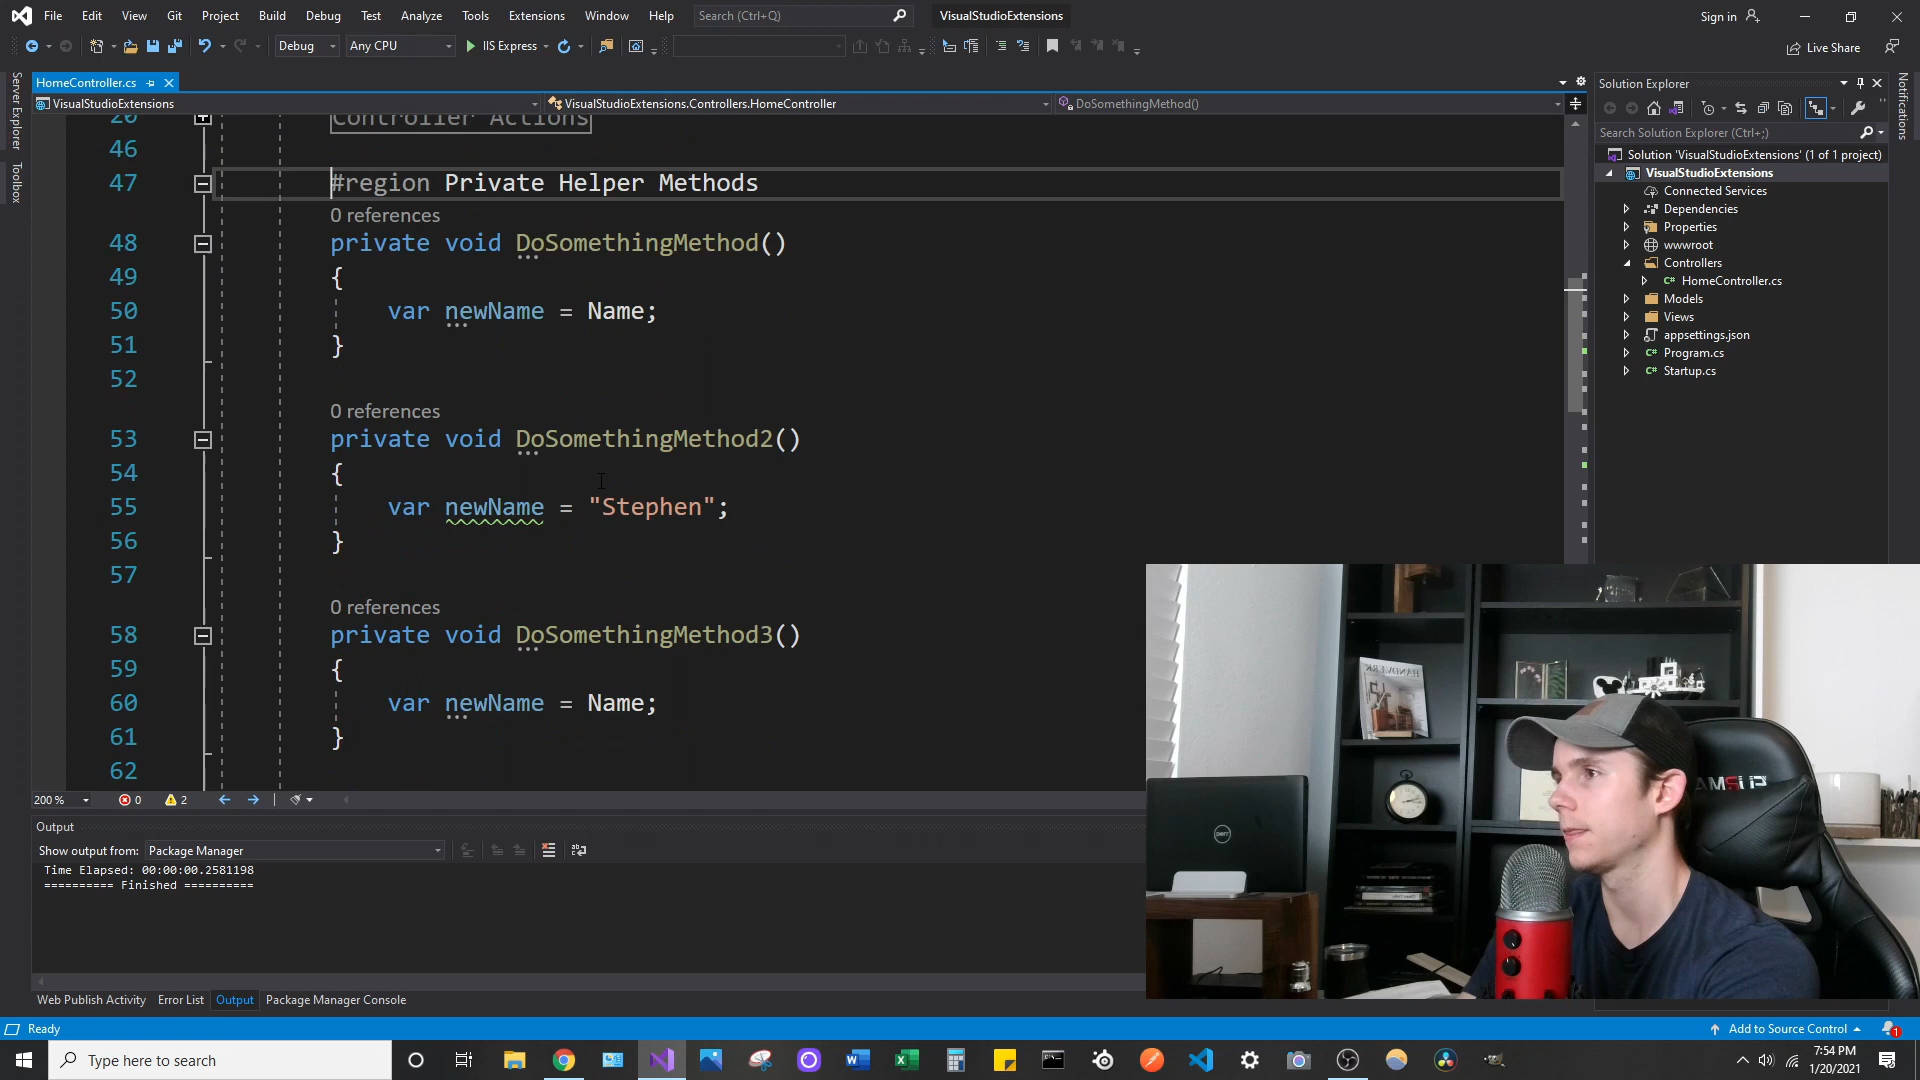 File Edit View Git Project Build Debug Test Analyze Tools Extensions Window Help Search (Ctrl+Q) VisualStudioExtensions Sign in
Debug Any CPU IIS Express Live Share
HomeController.cs
VisualStudioExtensions VisualStudioExtensions.Controllers.HomeController DoSomethingMethod()
Server Explorer
Toolbox
20 Controller Actions
46
47 #region Private Helper Methods
0 references
48 private void DoSomethingMethod()
49 {
50 var newName = Name;
51 }
52
0 references
53 private void DoSomethingMethod2()
54 {
55 var newName = "Stephen";
56 }
57
0 references
58 private void DoSomethingMethod3()
59 {
60 var newName = Name;
61 }
62
200 % 0 2
Solution Explorer
Search Solution Explorer (Ctrl+;)
Solution 'VisualStudioExtensions' (1 of 1 project)
VisualStudioExtensions
Connected Services
Dependencies
Properties
wwwroot
Controllers
C# HomeController.cs
Models
Views
appsettings.json
C# Program.cs
C# Startup.cs
Notifications
Output
Show output from: Package Manager
Time Elapsed: 00:00:00.2581198
========== Finished ==========
Web Publish Activity Error List Output Package Manager Console
Ready Add to Source Control 1
Type here to search
7:54 PM
1/20/2021
DELL